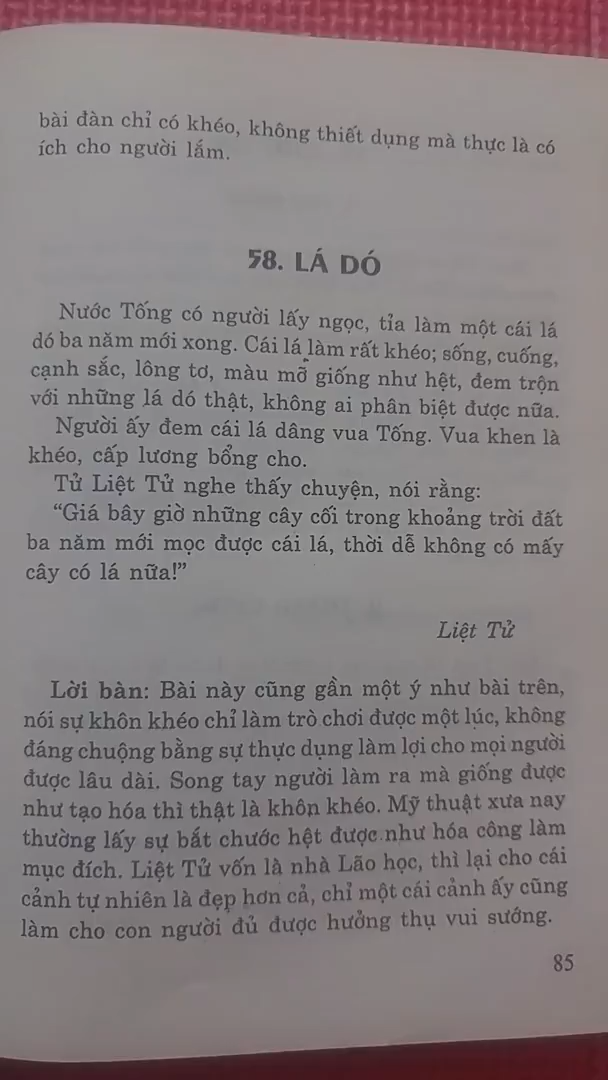 bài đàn chỉ có khéo, không thiết dụng mà thực là có
ích cho người lắm.
58. LÁ DÓ
Nước Tống có người lấy ngọc, tỉa làm một cái lá
dó ba năm mới xong. Cái lá làm rất khéo; sống, cuống,
cạnh sắc, lông tơ, màu mỡ giống như hệt, đem trộn
với những lá dó thật, không ai phân biệt được nữa.
Người ấy đem cái lá dâng vua Tống. Vua khen là
khéo, cấp lương bổng cho.
Tử Liệt Tử nghe thấy chuyện, nói rằng:
“Giá bây giờ những cây cối trong khoảng trời đất
ba năm mới mọc được cái lá, thời dễ không có mấy
cây có lá nữa!”
Liệt Tử
Lời bàn: Bài này cũng gần một ý như bài trên,
nói sự khôn khéo chỉ làm trò chơi được một lúc, không
đáng chuộng bằng sự thực dụng làm lợi cho mọi người
được lâu dài. Song tay người làm ra mà giống được
như tạo hóa thì thật là khôn khéo. Mỹ thuật xưa nay
thường lấy sự bắt chước hệt được như hóa công làm
mục đích. Liệt Tử vốn là nhà Lão học, thì lại cho cái
cảnh tự nhiên là đẹp hơn cả, chỉ một cái cảnh ấy cũng
làm cho con người đủ được hưởng thụ vui sướng.
85